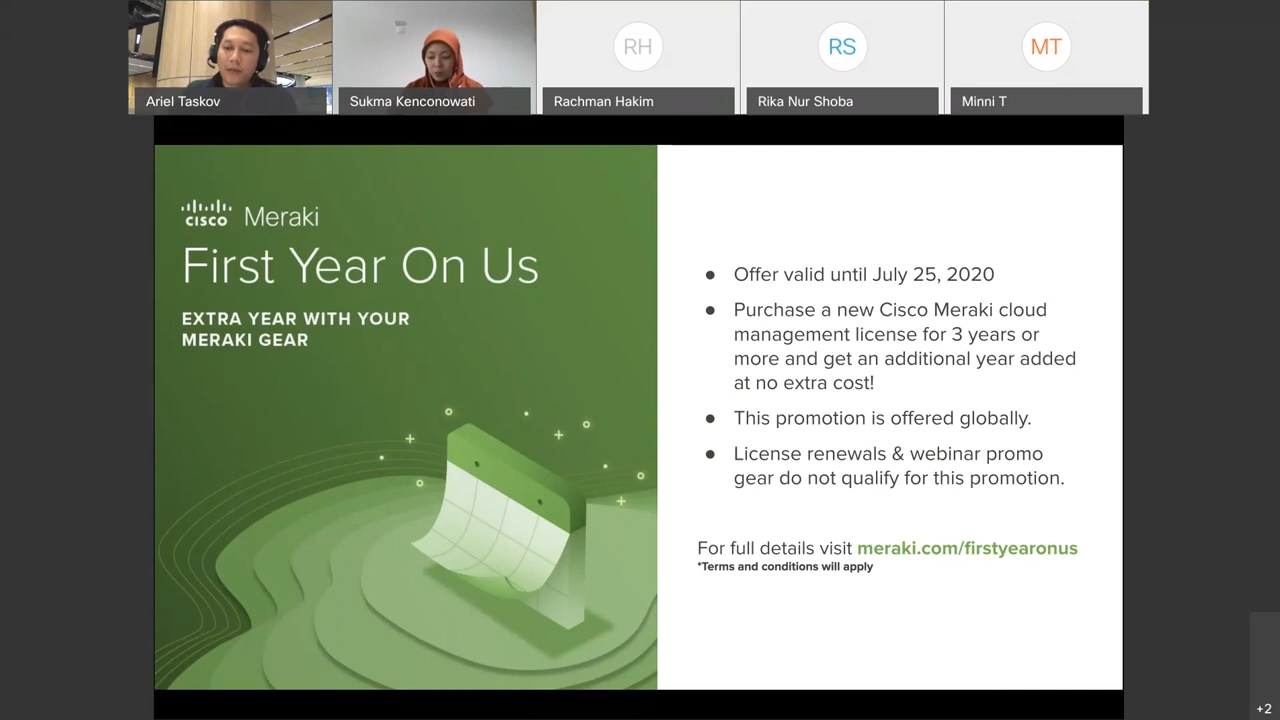 RH
RS
MT
Ariel Taskov
Sukma Kenconowati
Rachman Hakim
Rika Nur Shoba
Minni T
CISCO Meraki
First Year On Us
EXTRA YEAR WITH YOUR
MERAKI GEAR
● Offer valid until July 25, 2020
● Purchase a new Cisco Meraki cloud
management license for 3 years or
more and get an additional year added
at no extra cost!
● This promotion is offered globally.
● License renewals & webinar promo
gear do not qualify for this promotion.
For full details visit meraki.com/firstyearonus
*Terms and conditions will apply
+2